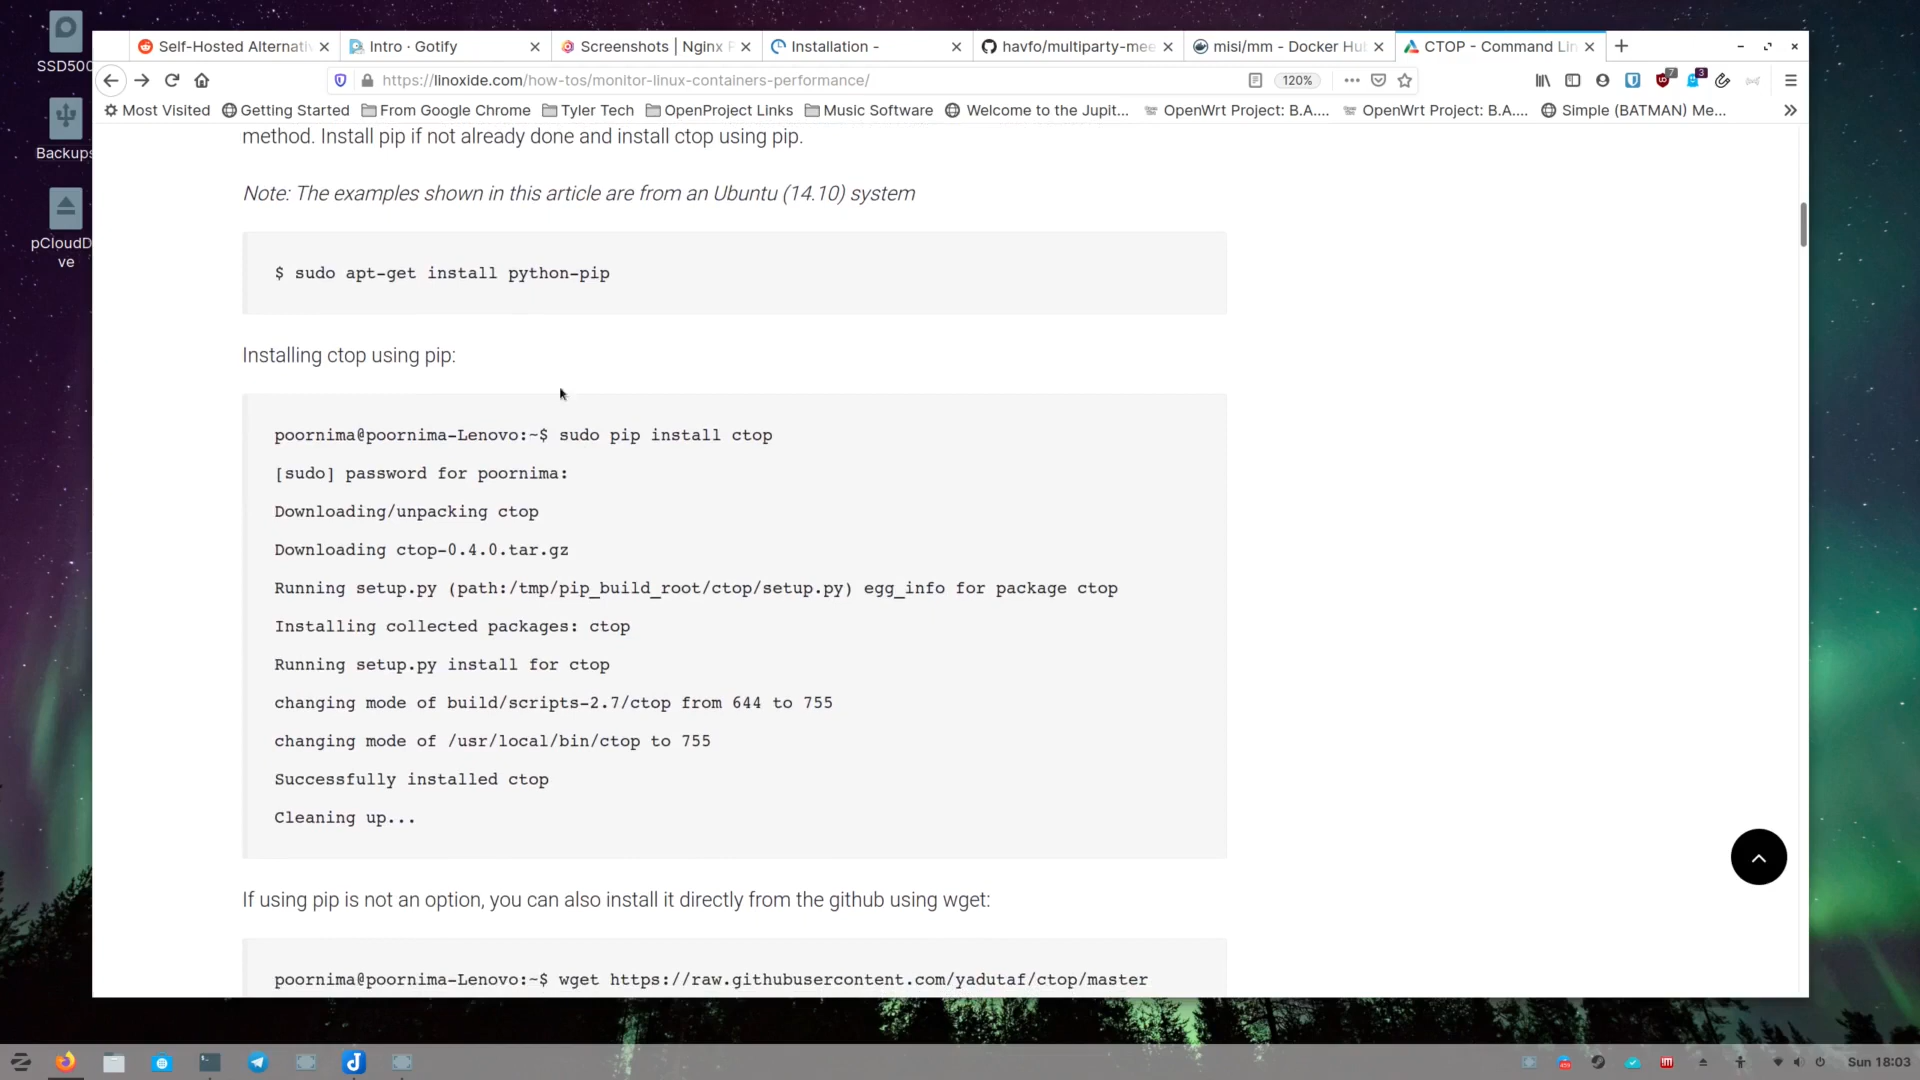 SSD500
Backups
pCloudD
ve
Self-Hosted Alternati
Intro · Gotify
Screenshots | Nginx P
Installation -
havfo/multiparty-mee
misi/mm - Docker Hu
CTOP - Command Lin
https://linoxide.com/how-tos/monitor-linux-containers-performance/
120%
7
3
Most Visited
Getting Started
From Google Chrome
Tyler Tech
OpenProject Links
Music Software
Welcome to the Jupit...
OpenWrt Project: B.A....
OpenWrt Project: B.A....
Simple (BATMAN) Me...
method. Install pip if not already done and install ctop using pip.
Note: The examples shown in this article are from an Ubuntu (14.10) system
$ sudo apt-get install python-pip
Installing ctop using pip:
poornima@poornima-Lenovo:~$ sudo pip install ctop
[sudo] password for poornima:
Downloading/unpacking ctop
Downloading ctop-0.4.0.tar.gz
Running setup.py (path:/tmp/pip_build_root/ctop/setup.py) egg_info for package ctop
Installing collected packages: ctop
Running setup.py install for ctop
changing mode of build/scripts-2.7/ctop from 644 to 755
changing mode of /usr/local/bin/ctop to 755
Successfully installed ctop
Cleaning up...
If using pip is not an option, you can also install it directly from the github using wget:
poornima@poornima-Lenovo:~$ wget https://raw.githubusercontent.com/yadutaf/ctop/master
Sun 18:03